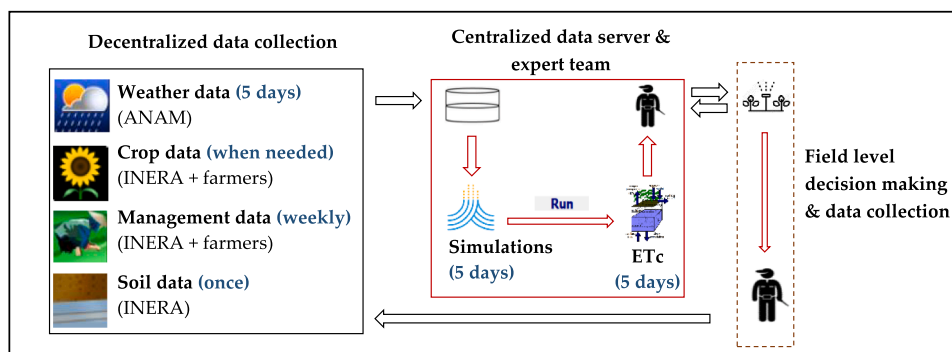 Decentralized data collection
Weather data (5 days)
(ANAM)
Crop data (when needed)
(INERA + farmers)
Management data (weekly)
(INERA + farmers)
Soil data (once)
(INERA)
Centralized data server &
expert team
Run
Simulations
(5 days)
ETc
(5 days)
Field level
decision making
& data collection